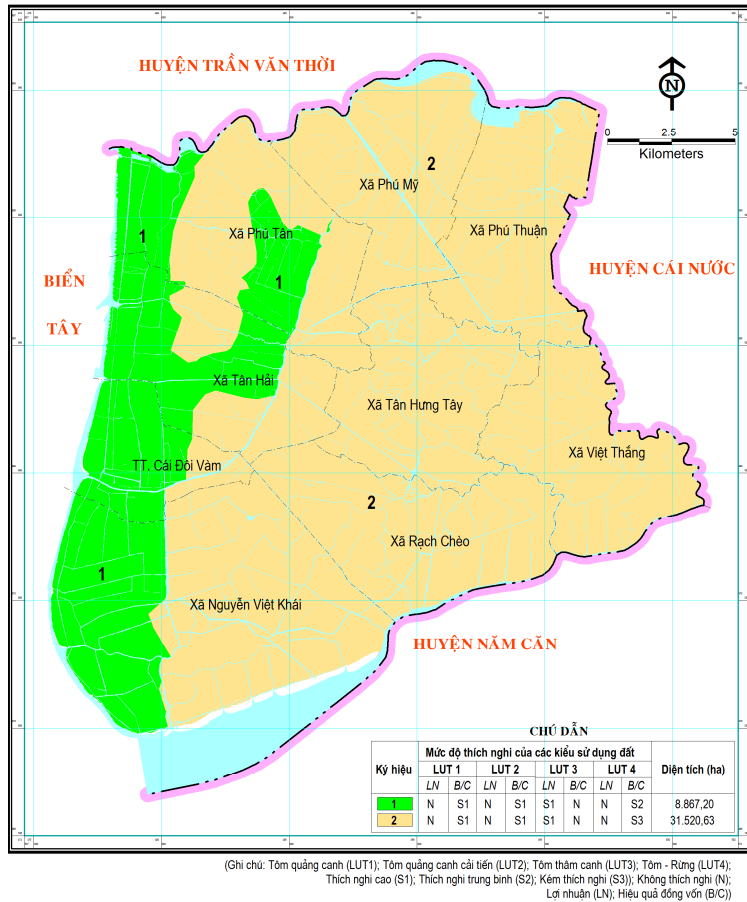 HUYỆN TRẦN VĂN THỜI
N
0 2.5 5
Kilometers
2
Xã Phú Mỹ
1
Xã Phú Tân
Xã Phú Thuận
HUYỆN CÁI NƯỚC
BIỂN
TÂY
1
Xã Tân Hải
Xã Tân Hưng Tây
Xã Việt Thắng
TT. Cái Đôi Vàm
2
Xã Rạch Chèo
1
Xã Nguyễn Việt Khái
HUYỆN NĂM CĂN
CHÚ DẪN
Ký hiệu Mức độ thích nghi của các kiểu sử dụng đất Diện tích (ha)
LUT 1 LUT 2 LUT 3 LUT 4
LN B/C LN B/C LN B/C LN B/C
1 N S1 N S1 S1 N N S2 8.867,20
2 N S1 N S1 S1 N N S3 31.520,63
(Ghi chú: Tôm quảng canh (LUT1); Tôm quảng canh cải tiến (LUT2); Tôm thâm canh (LUT3); Tôm - Rừng (LUT4);
Thích nghi cao (S1); Thích nghi trung bình (S2); Kém thích nghi (S3)); Không thích nghi (N);
Lợi nhuận (LN); Hiệu quả đồng vốn (B/C))